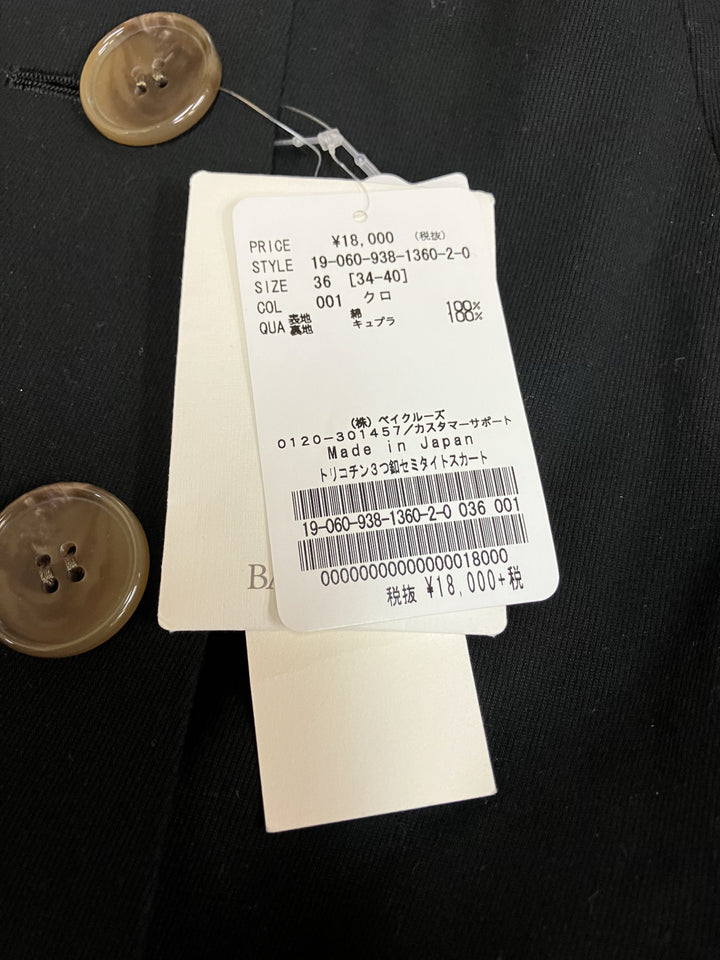 PRICE ¥18,000 (税抜)
STYLE 19-060-938-1360-2-0
SIZE 36 [34-40]
COL 001 クロ
QUA 表地 綿 100%
裏地 キュプラ 100%
(株) ベイクルーズ
0120-301457/カスタマーサポート
Made in Japan
トリコチン3つ釦セミタイトスカート
19-060-938-1360-2-0 036 001
00000000000000018000
税抜 ¥18,000+税